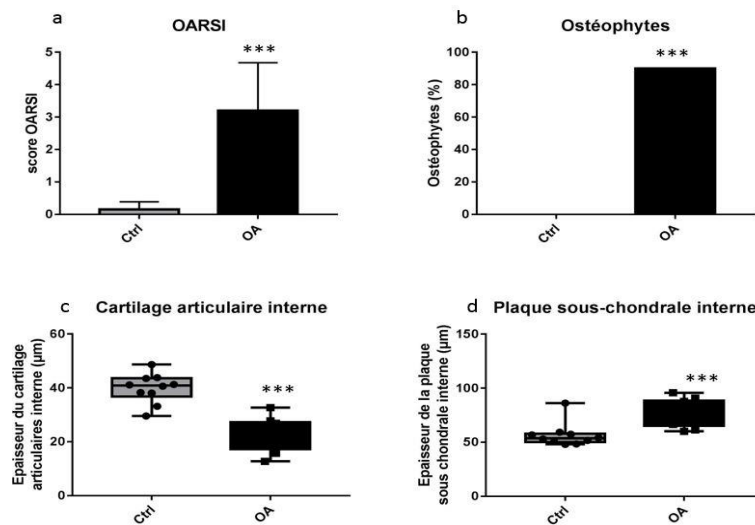 a
OARSI
***
score OARSI
5
4
3
2
1
0
Ctrl
OA
b
Ostéophytes
***
Ostéophytes (%)
100
80
60
40
20
0
Ctrl
OA
c
Cartilage articulaire interne
***
Epaisseur du cartilage
articulaires interne (µm)
60
40
20
0
Ctrl
OA
d
Plaque sous-chondrale interne
***
Epaisseur de la plaque
sous chondrale interne (µm)
150
100
50
0
Ctrl
OA